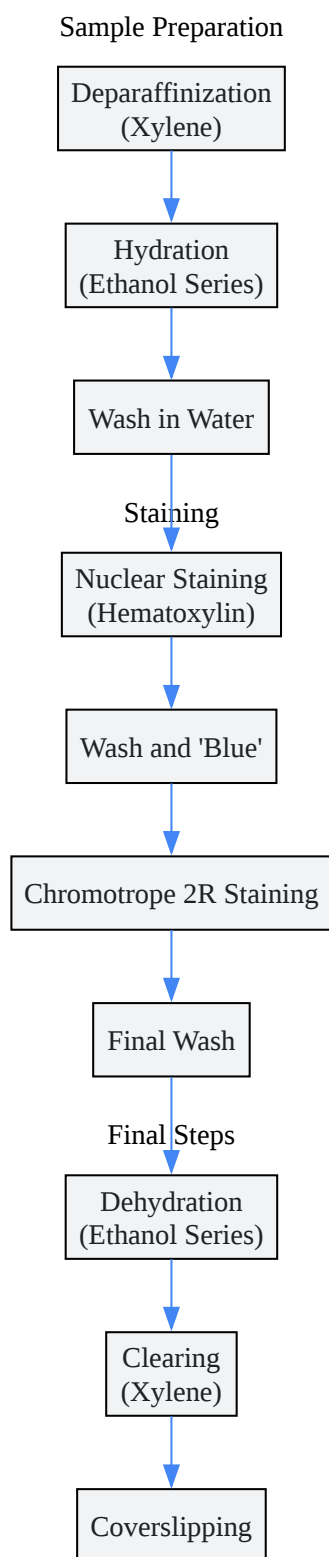 Sample Preparation
Deparaffinization
(Xylene)
Hydration
(Ethanol Series)
Wash in Water
Staining
Nuclear Staining
(Hematoxylin)
Wash and 'Blue'
Chromotrope 2R Staining
Final Wash
Final Steps
Dehydration
(Ethanol Series)
Clearing
(Xylene)
Coverslipping